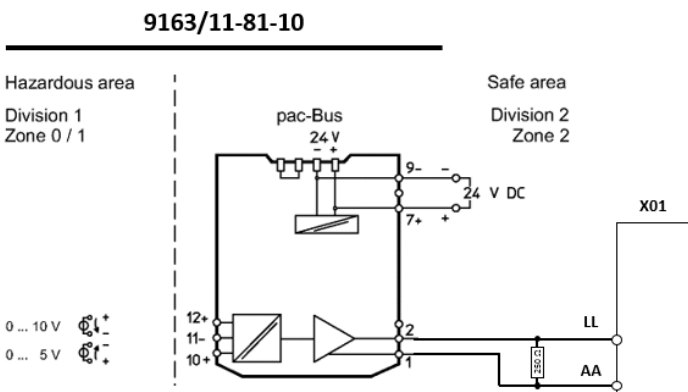 9163/11-81-10
Hazardous area
Safe area
Division 1
Zone 0 / 1
Division 2
Zone 2
pac-Bus
24 V
- +
9-
-
24 V DC
7+
+
X01
0 ... 10 V
+
-
0 ... 5 V
-
+
12+
11-
10+
2
1
LL
250 Ω
AA